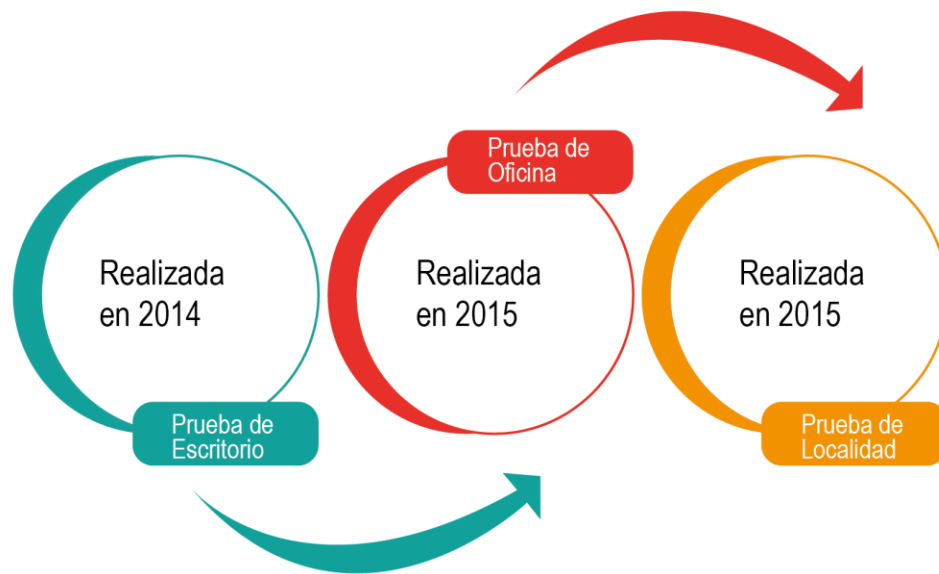 Realizada
en 2014
Prueba de
Escritorio
Prueba de
Oficina
Realizada
en 2015
Realizada
en 2015
Prueba de
Localidad